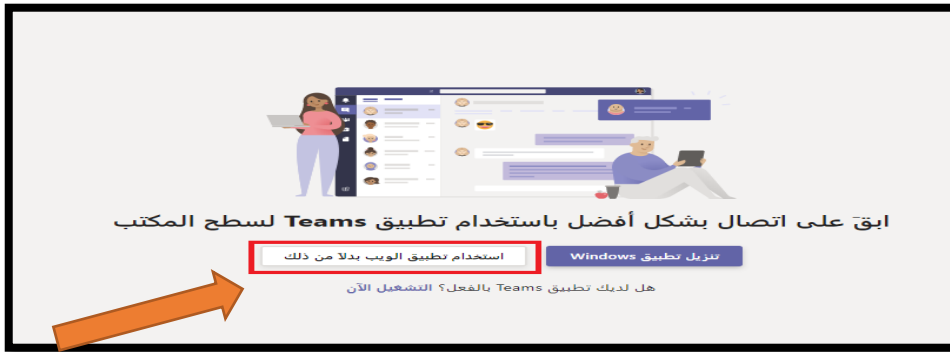 ابقَ على اتصال بشكل أفضل باستخدام تطبيق Teams لسطح المكتب
تنزيل تطبيق Windows
استخدام تطبيق الويب بدلاً من ذلك
هل لديك تطبيق Teams بالفعل؟ التشغيل الآن